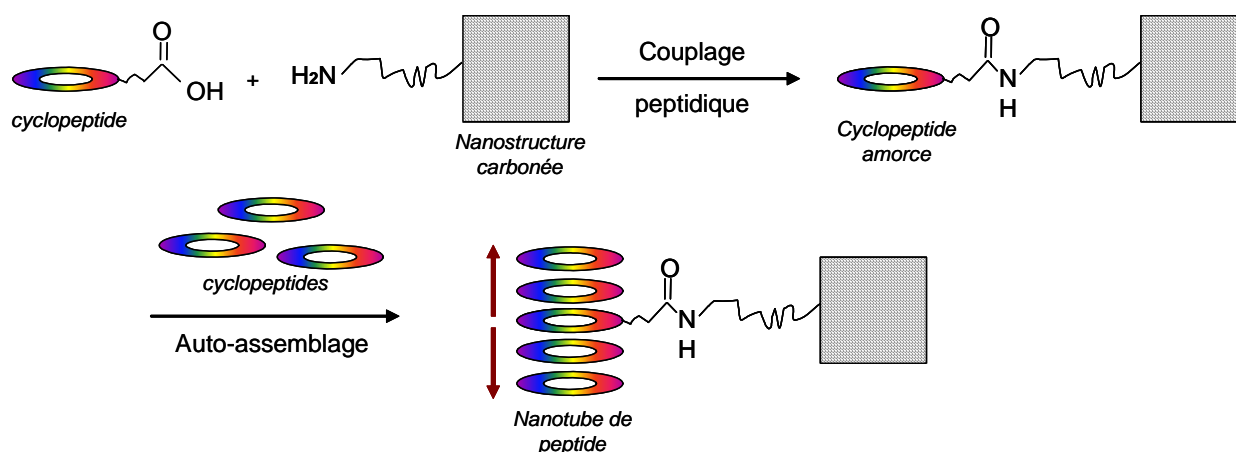 O
OH
cyclopeptide
+
H2N
Nanostructure
carbonée
Couplage
peptidique
O
N
H
Cyclopeptide
amorce
cyclopeptides
Auto-assemblage
O
N
H
Nanotube de
peptide